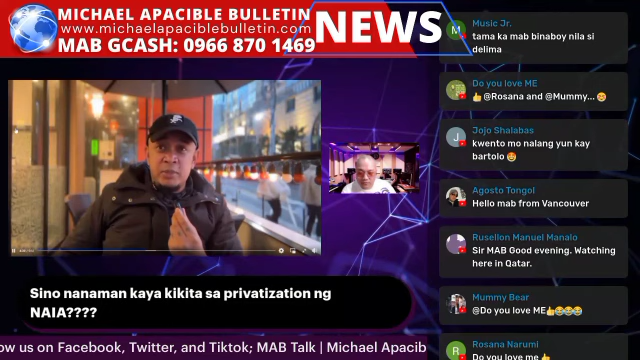 MICHAEL APACIBLE BULLETIN
www.michaelapaciblebulletin.com
MAB GCASH: 0966 870 1469
NEWS
Sino nanaman kaya kikita sa privatization ng
NAIA????
ow us on Facebook, Twitter, and Tiktok; MAB Talk | Michael Apacib
M
Music Jr.
tama ka mab binaboy nila si
delima
Do you love ME
@Rosana and @Mummy...
J
Jojo Shalabas
kwento mo nalang yun kay
bartolo
Agosto Tongol
Hello mab from Vancouver
Rusellon Manuel Manalo
Sir MAB Good evening. Watching
here in Qatar.
Mummy Bear
@Do you love ME
R
Rosana Narumi
@Do you love me